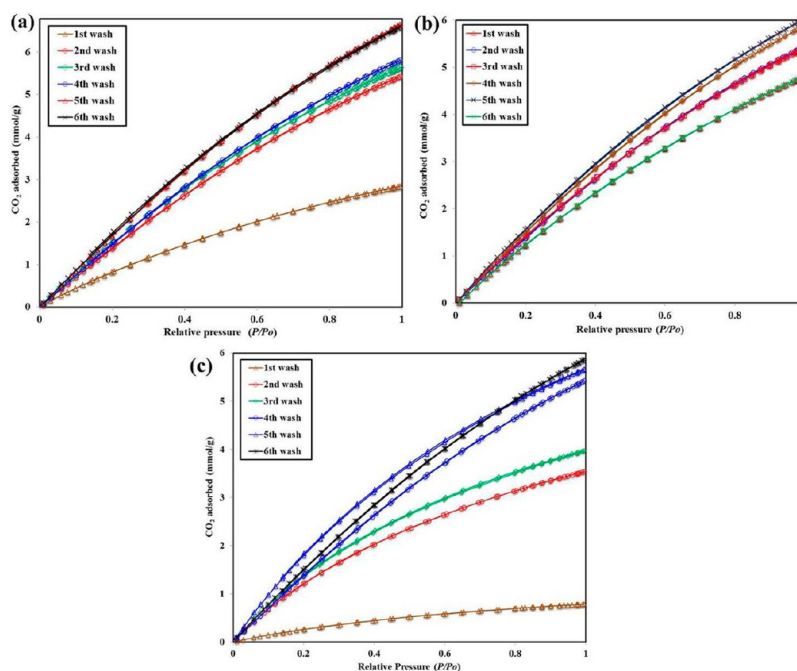 (a)
1st wash
2nd wash
3rd wash
4th wash
5th wash
6th wash
CO2 adsorbed (mmol/g)
6
5
4
3
2
1
0
0
0.2
0.4
0.6
0.8
1
Relative pressure (P/Po)
(b)
1st wash
2nd wash
3rd wash
4th wash
5th wash
6th wash
CO2 adsorbed (mmol/g)
6
5
4
3
2
1
0
0
0.2
0.4
0.6
0.8
Relative pressure (P/Po)
(c)
1st wash
2nd wash
3rd wash
4th wash
5th wash
6th wash
CO2 adsorbed (mmol/g)
6
5
4
3
2
1
0
0
0.2
0.4
0.6
0.8
1
Relative Pressure (P/Po)